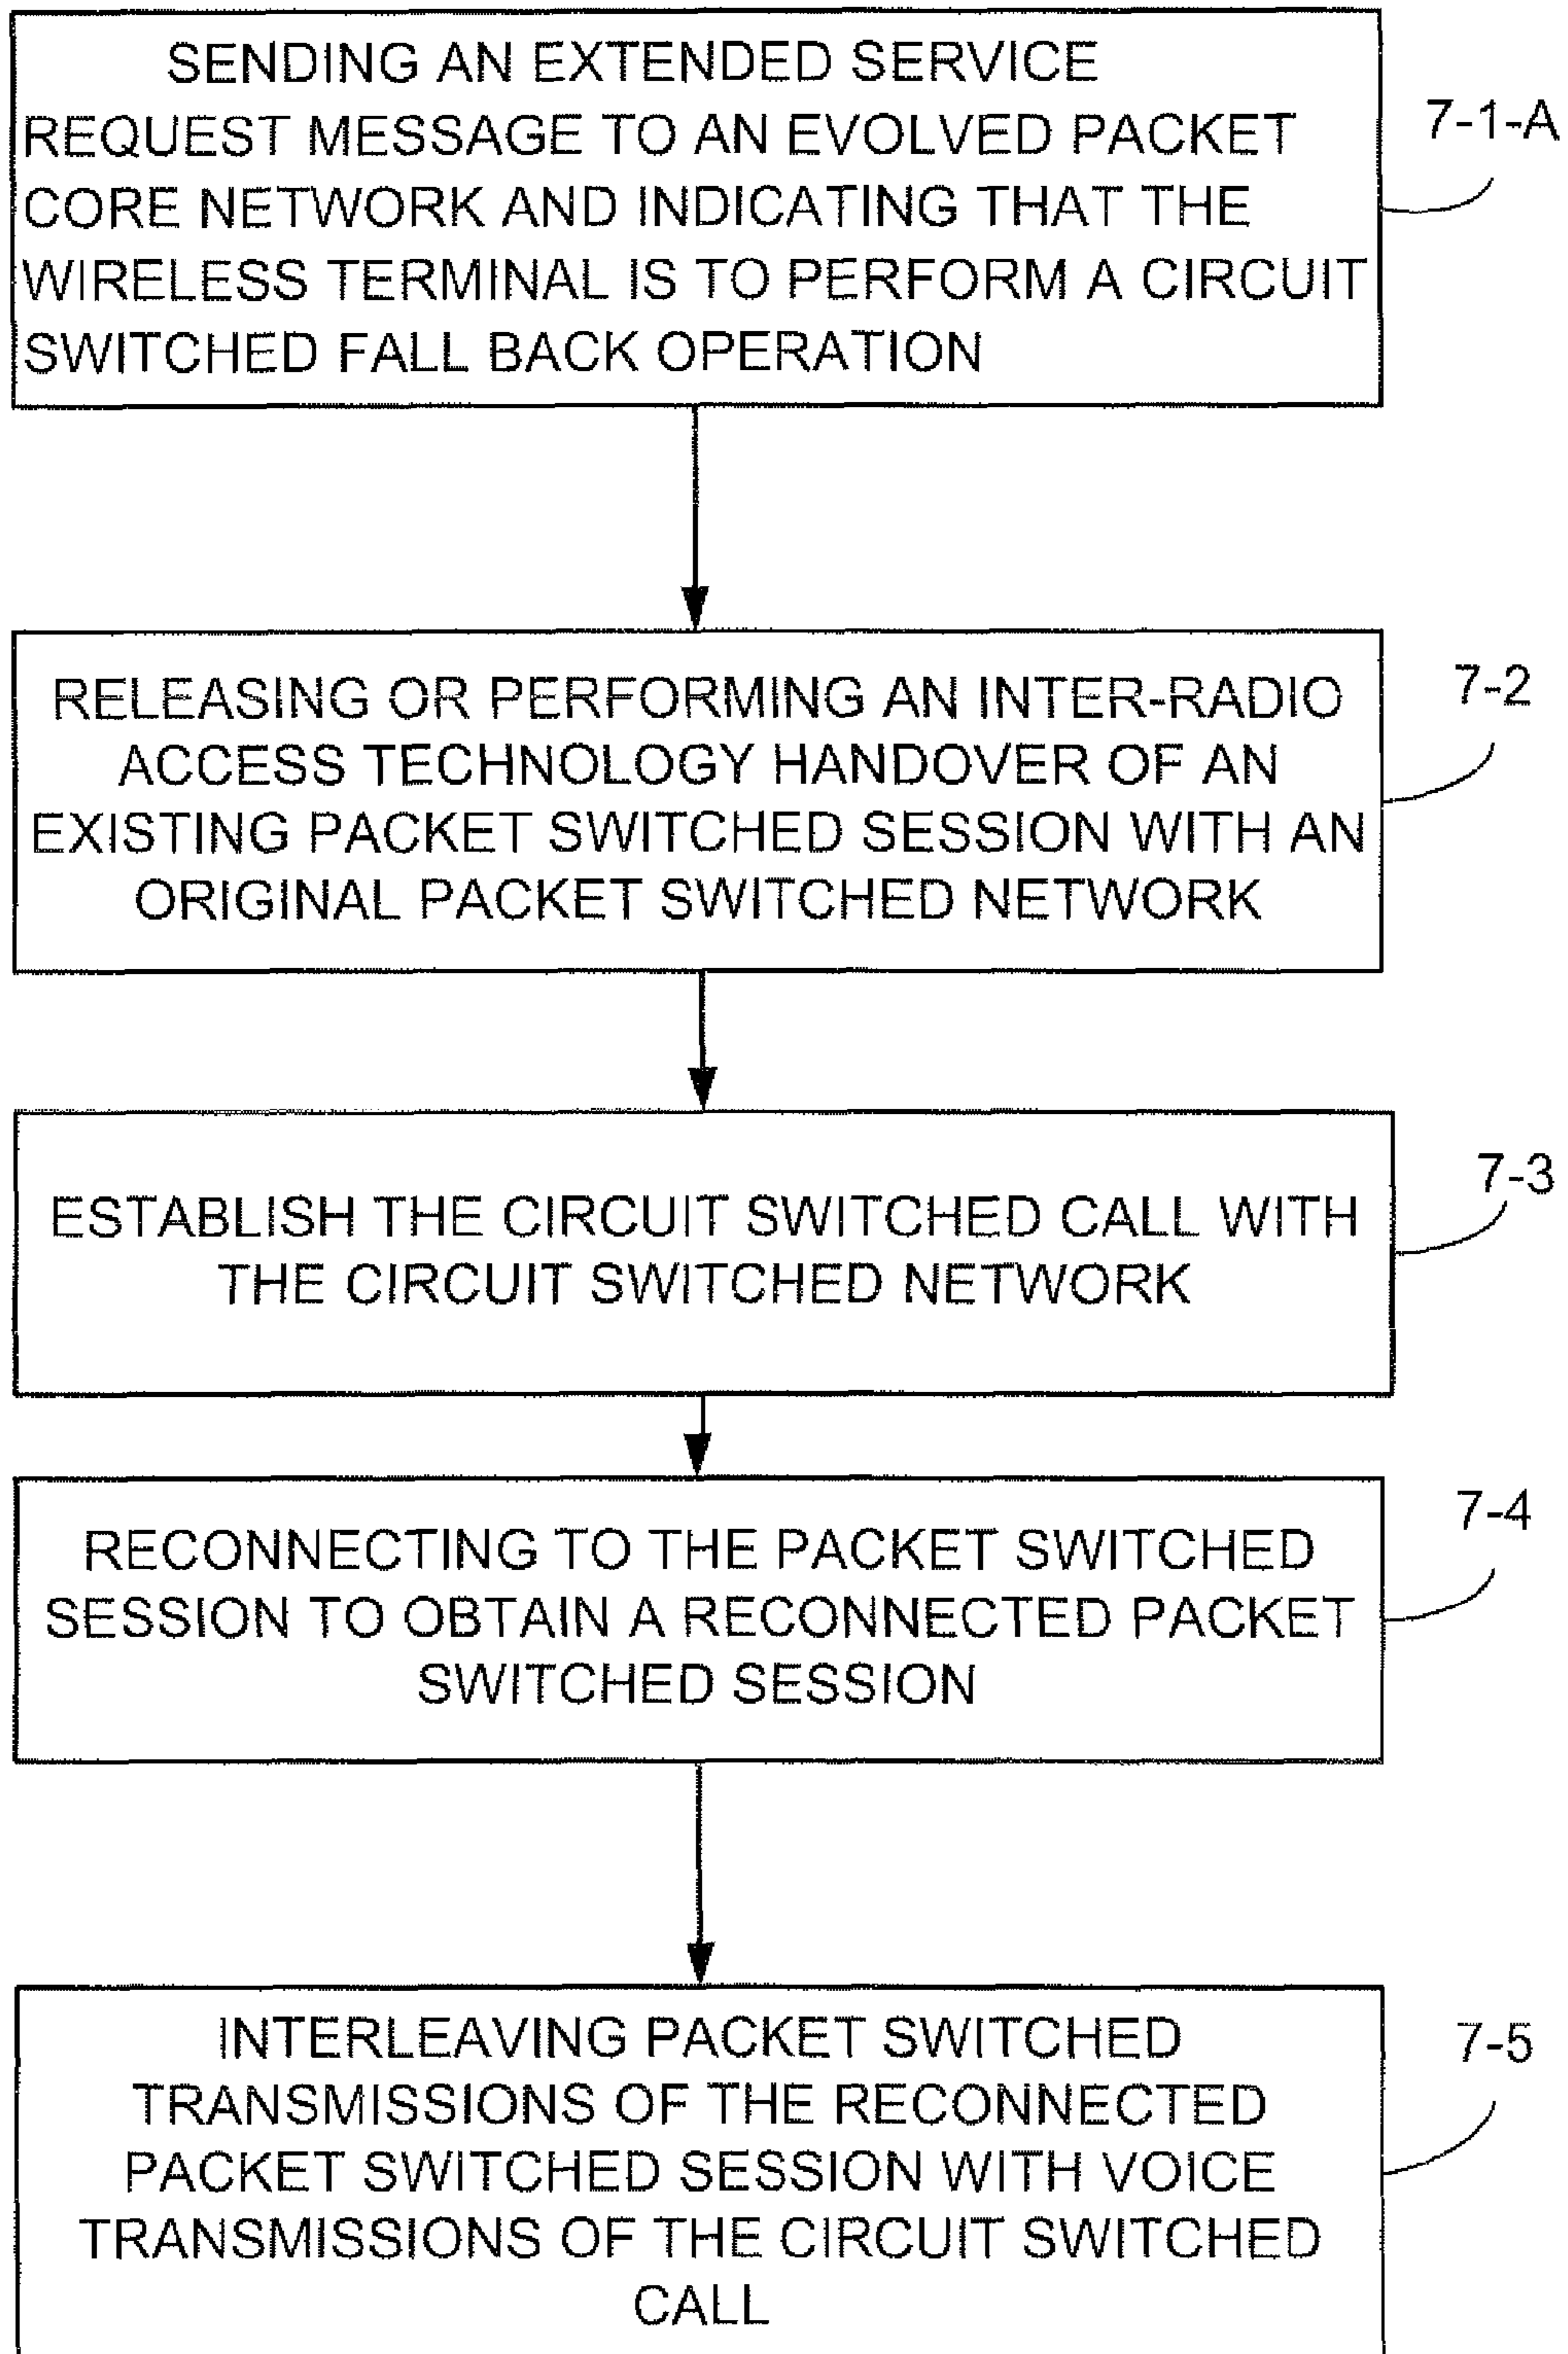 SENDING AN EXTENDED SERVICE
REQUEST MESSAGE TO AN EVOLVED PACKET
CORE NETWORK AND INDICATING THAT THE
WIRELESS TERMINAL IS TO PERFORM A CIRCUIT
SWITCHED FALL BACK OPERATION
7-1-A
RELEASING OR PERFORMING AN INTER-RADIO
ACCESS TECHNOLOGY HANDOVER OF AN
EXISTING PACKET SWITCHED SESSION WITH AN
ORIGINAL PACKET SWITCHED NETWORK
7-2
ESTABLISH THE CIRCUIT SWITCHED CALL WITH
THE CIRCUIT SWITCHED NETWORK
7-3
RECONNECTING TO THE PACKET SWITCHED
SESSION TO OBTAIN A RECONNECTED PACKET
SWITCHED SESSION
7-4
INTERLEAVING PACKET SWITCHED
TRANSMISSIONS OF THE RECONNECTED
PACKET SWITCHED SESSION WITH VOICE
TRANSMISSIONS OF THE CIRCUIT SWITCHED
CALL
7-5